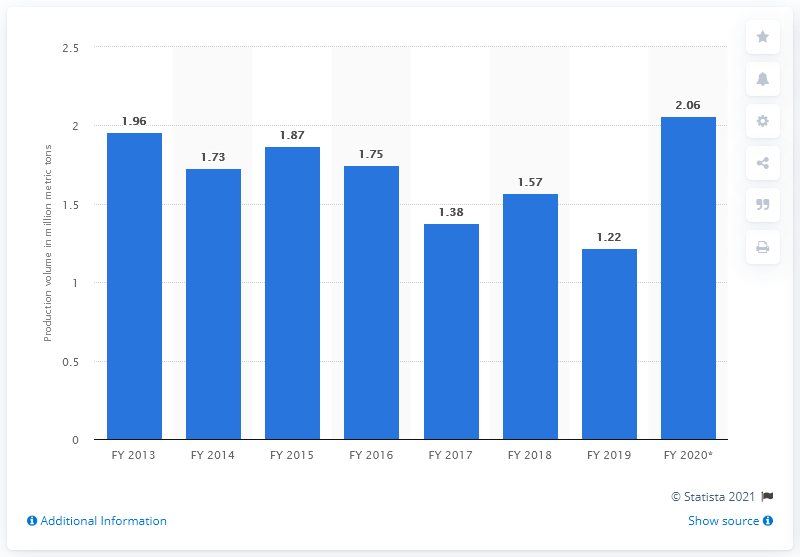 Production volume in million metric tons
2.5
2
1.5
1
0.5
0
1.96
1.73
1.87
1.75
1.38
1.57
1.22
2.06
FY 2013
FY 2014
FY 2015
FY 2016
FY 2017
FY 2018
FY 2019
FY 2020*
© Statista 2021
Additional Information
Show source